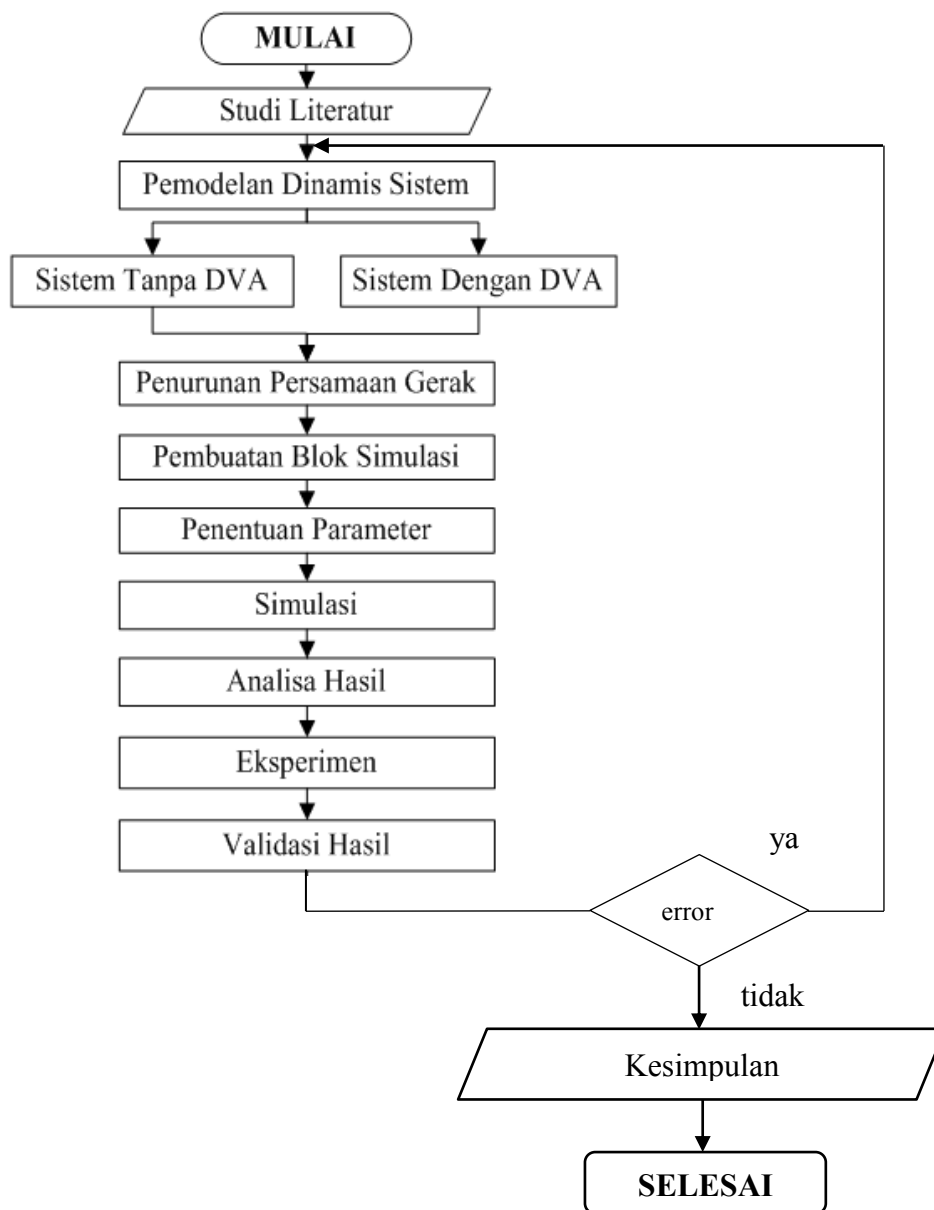 MULAI
Studi Literatur
Pemodelan Dinamis Sistem
Sistem Tanpa DVA
Sistem Dengan DVA
Penurunan Persamaan Gerak
Pembuatan Blok Simulasi
Penentuan Parameter
Simulasi
Analisa Hasil
Eksperimen
Validasi Hasil
ya
error
tidak
Kesimpulan
SELESAI